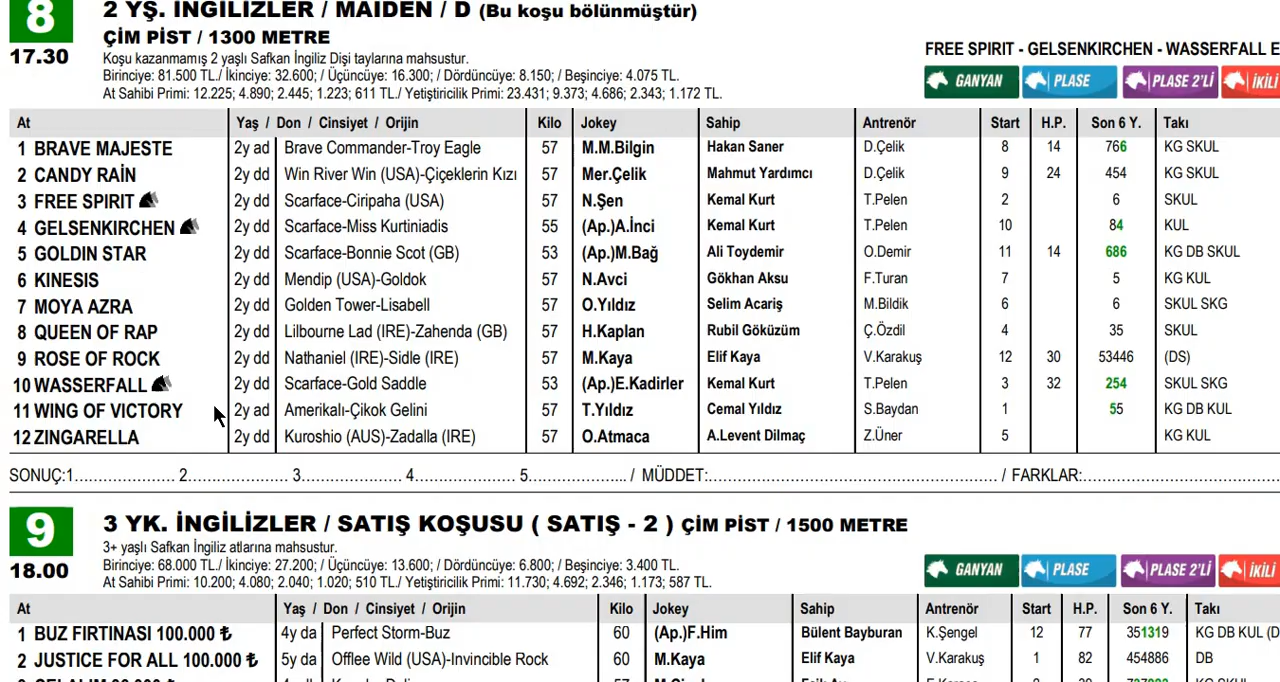 8
2 YŞ. İNGİLİZLER / MAIDEN / D (Bu koşu bölünmüştür)
ÇİM PİST / 1300 METRE
17.30
Koşu kazanmamış 2 yaşlı Safkan İngiliz Dişi taylarına mahsustur.
FREE SPIRIT - GELSENKIRCHEN - WASSERFALL E
Birinciye: 81.500 TL./ İkinciye: 32.600; / Üçüncüye: 16.300; / Dördüncüye: 8.150; / Beşinciye: 4.075 TL.
At Sahibi Primi: 12.225; 4.890; 2.445; 1.223; 611 TL./ Yetiştiricilik Primi: 23.431; 9.373; 4.686; 2.343; 1.172 TL.
GANYAN PLASE PLASE 2'Lİ İKİLİ
At Yaş / Don / Cinsiyet / Orijin Kilo Jokey Sahip Antrenör Start H.P. Son 6 Y. Takı
1 BRAVE MAJESTE 2y ad Brave Commander-Troy Eagle 57 M.M.Bilgin Hakan Saner D.Çelik 8 14 766 KG SKUL
2 CANDY RAİN 2y dd Win River Win (USA)-Çiçeklerin Kızı 57 Mer.Çelik Mahmut Yardımcı D.Çelik 9 24 454 KG SKUL
3 FREE SPIRIT 2y dd Scarface-Ciripaha (USA) 57 N.Şen Kemal Kurt T.Pelen 2 6 SKUL
4 GELSENKIRCHEN 2y dd Scarface-Miss Kurtiniadis 55 (Ap.)A.İnci Kemal Kurt T.Pelen 10 84 KUL
5 GOLDIN STAR 2y dd Scarface-Bonnie Scot (GB) 53 (Ap.)M.Bağ Ali Toydemir O.Demir 11 14 686 KG DB SKUL
6 KINESIS 2y dd Mendip (USA)-Goldok 57 N.Avci Gökhan Aksu F.Turan 7 5 KG KUL
7 MOYA AZRA 2y dd Golden Tower-Lisabell 57 O.Yıldız Selim Acariş M.Bildik 6 6 SKUL SKG
8 QUEEN OF RAP 2y dd Lilbourne Lad (IRE)-Zahenda (GB) 57 H.Kaplan Rubil Göküzüm Ç.Özdil 4 35 SKUL
9 ROSE OF ROCK 2y dd Nathaniel (IRE)-Sidle (IRE) 57 M.Kaya Elif Kaya V.Karakuş 12 30 53446 (DS)
10 WASSERFALL 2y dd Scarface-Gold Saddle 53 (Ap.)E.Kadirler Kemal Kurt T.Pelen 3 32 254 SKUL SKG
11 WING OF VICTORY 2y ad Amerikalı-Çikok Gelini 57 T.Yıldız Cemal Yıldız S.Baydan 1 55 KG DB KUL
12 ZINGARELLA 2y dd Kuroshio (AUS)-Zadalla (IRE) 57 O.Atmaca A.Levent Dilmaç Z.Üner 5 KG KUL
SONUÇ:1....................... 2....................... 3....................... 4....................... 5..................... / MÜDDET:................................................................... / FARKLAR:..............................................
9
3 YK. İNGİLİZLER / SATIŞ KOŞUSU ( SATIŞ - 2 ) ÇİM PİST / 1500 METRE
3+ yaşlı Safkan İngiliz atlarına mahsustur.
18.00
Birinciye: 68.000 TL./ İkinciye: 27.200; / Üçüncüye: 13.600; / Dördüncüye: 6.800; / Beşinciye: 3.400 TL.
At Sahibi Primi: 10.200; 4.080; 2.040; 1.020; 510 TL./ Yetiştiricilik Primi: 11.730; 4.692; 2.346; 1.173; 587 TL.
GANYAN PLASE PLASE 2'Lİ İKİLİ
At Yaş / Don / Cinsiyet / Orijin Kilo Jokey Sahip Antrenör Start H.P. Son 6 Y. Takı
1 BUZ FIRTINASI 100.000 ₺ 4y da Perfect Storm-Buz 60 (Ap.)F.Him Bülent Bayburan K.Şengel 12 77 351319 KG DB KUL (D
2 JUSTICE FOR ALL 100.000 ₺ 5y da Offlee Wild (USA)-Invincible Rock 60 M.Kaya Elif Kaya V.Karakuş 1 82 454886 DB